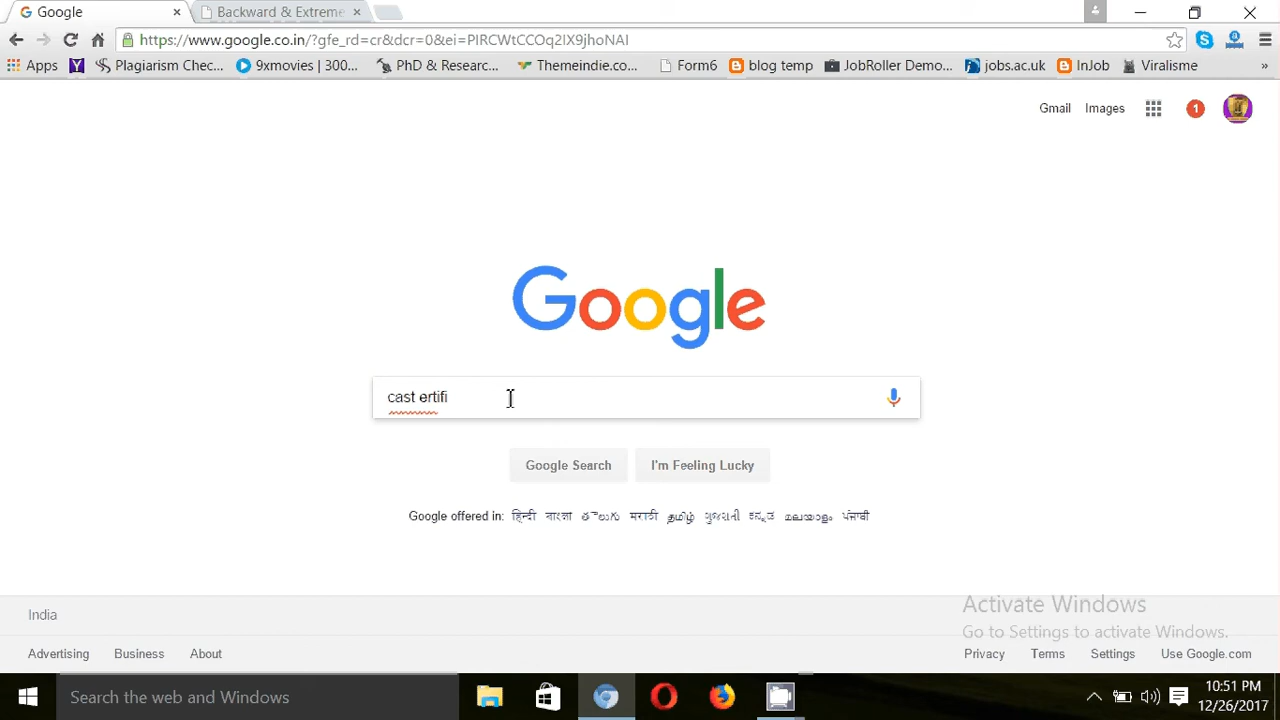 Google
Backward & Extreme
https://www.google.co.in/?gfe_rd=cr&dcr=0&ei=PIRCWtCCOq2IX9jhoNAI
Apps Plagiarism Chec... 9xmovies | 300... PhD & Researc... Themeindie.co... Form6 blog temp JobRoller Demo... jobs.ac.uk InJob Viralisme »
Gmail Images 1
Google
cast ertifi
Google Search I'm Feeling Lucky
Google offered in: हिन्दी বাংলা తెలుగు मराठी தமிழ் ગુજરાતી ಕನ್ನಡ മലയാളം ਪੰਜਾਬੀ
India
Activate Windows
Go to Settings to activate Windows.
Advertising Business About Privacy Terms Settings Use Google.com
Search the web and Windows
10:51 PM
12/26/2017